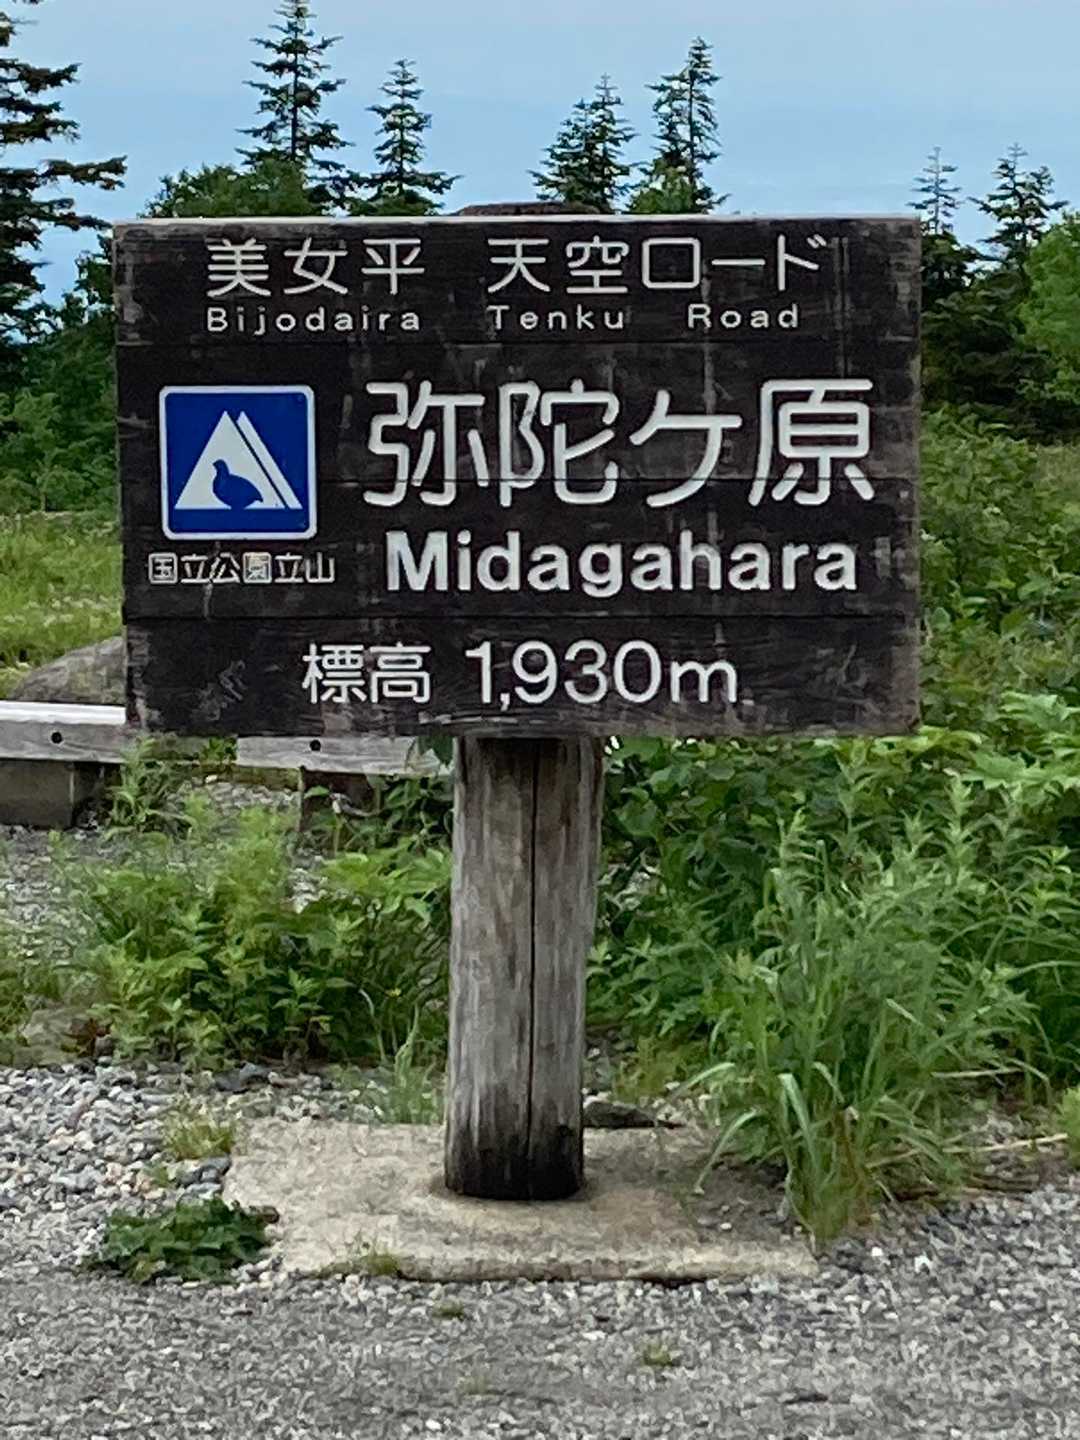 美女平 天空ロード
Bijodaira Tenku Road
弥陀ケ原
Midagahara
国立公園立山
標高 1,930m